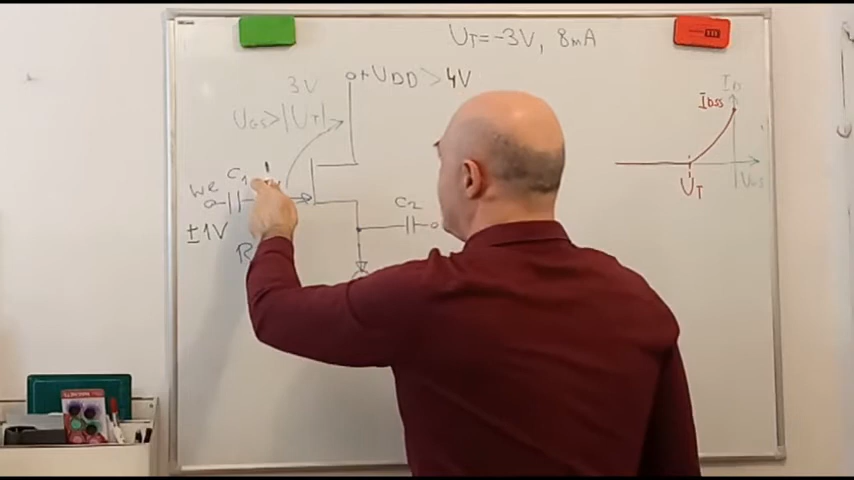 UT=-3V, 8mA
3V
+UDD>4V
UGS>|UT|
ID
IDSS
UT
UGS
We
C1
±1V
R
C2